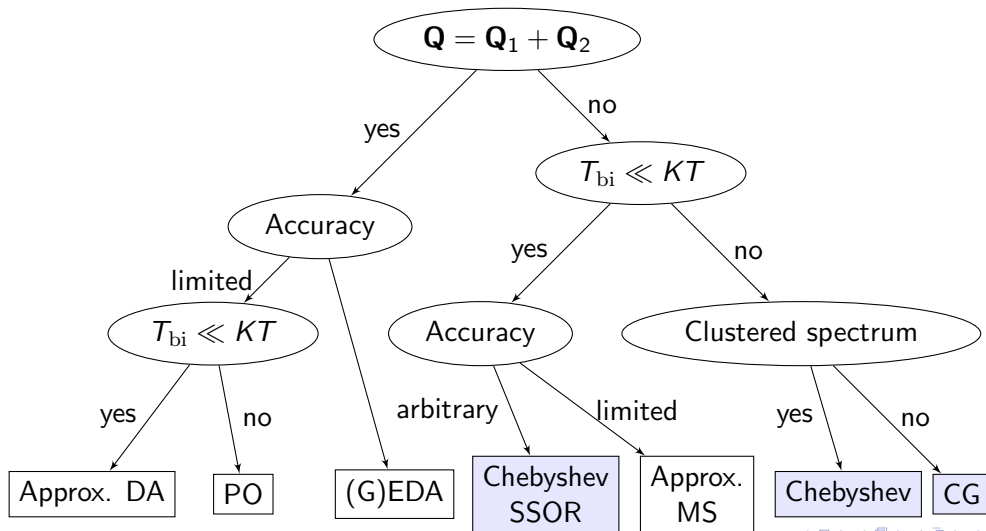 Q = Q₁ + Q₂
yes
no
T_bi ≪ KT
Accuracy
yes
no
limited
T_bi ≪ KT
Accuracy
Clustered spectrum
yes
no
arbitrary
limited
yes
no
Approx. DA
PO
(G)EDA
Chebyshev
SSOR
Approx.
MS
Chebyshev
CG